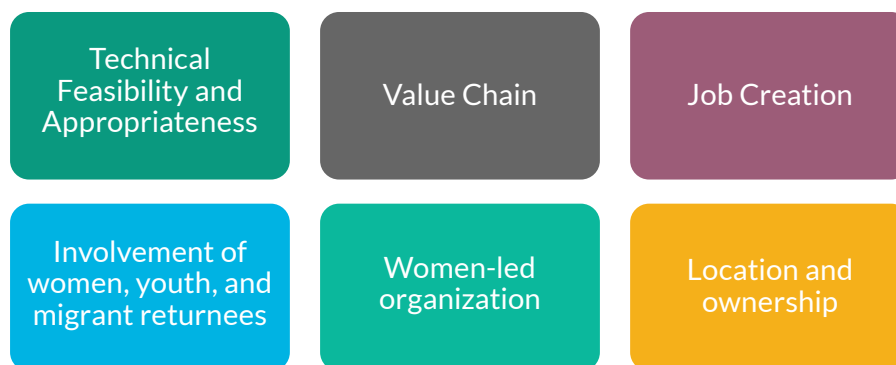 Technical
Feasibility and
Appropriateness
Value Chain
Job Creation
Involvement of
women, youth, and
migrant returnees
Women-led
organization
Location and
ownership